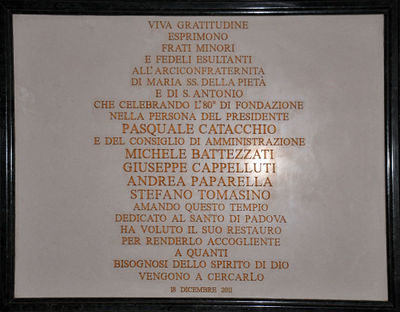 VIVA GRATITUDINE
ESPRIMONO
FRATI MINORI
E FEDELI ESULTANTI
ALL'ARCICONFRATERNITA
DI MARIA SS. DELLA PIETÀ
E DI S. ANTONIO
CHE CELEBRANDO L'80° DI FONDAZIONE
NELLA PERSONA DEL PRESIDENTE
PASQUALE CATACCHIO
E DEL CONSIGLIO DI AMMINISTRAZIONE
MICHELE BATTEZZATI
GIUSEPPE CAPPELLUTI
ANDREA PAPARELLA
STEFANO TOMASINO
AMANDO QUESTO TEMPIO
DEDICATO AL SANTO DI PADOVA
HA VOLUTO IL SUO RESTAURO
PER RENDERLO ACCOGLIENTE
A QUANTI
BISOGNOSI DELLO SPIRITO DI DIO
VENGONO A CERCARLO
18 DICEMBRE 2011